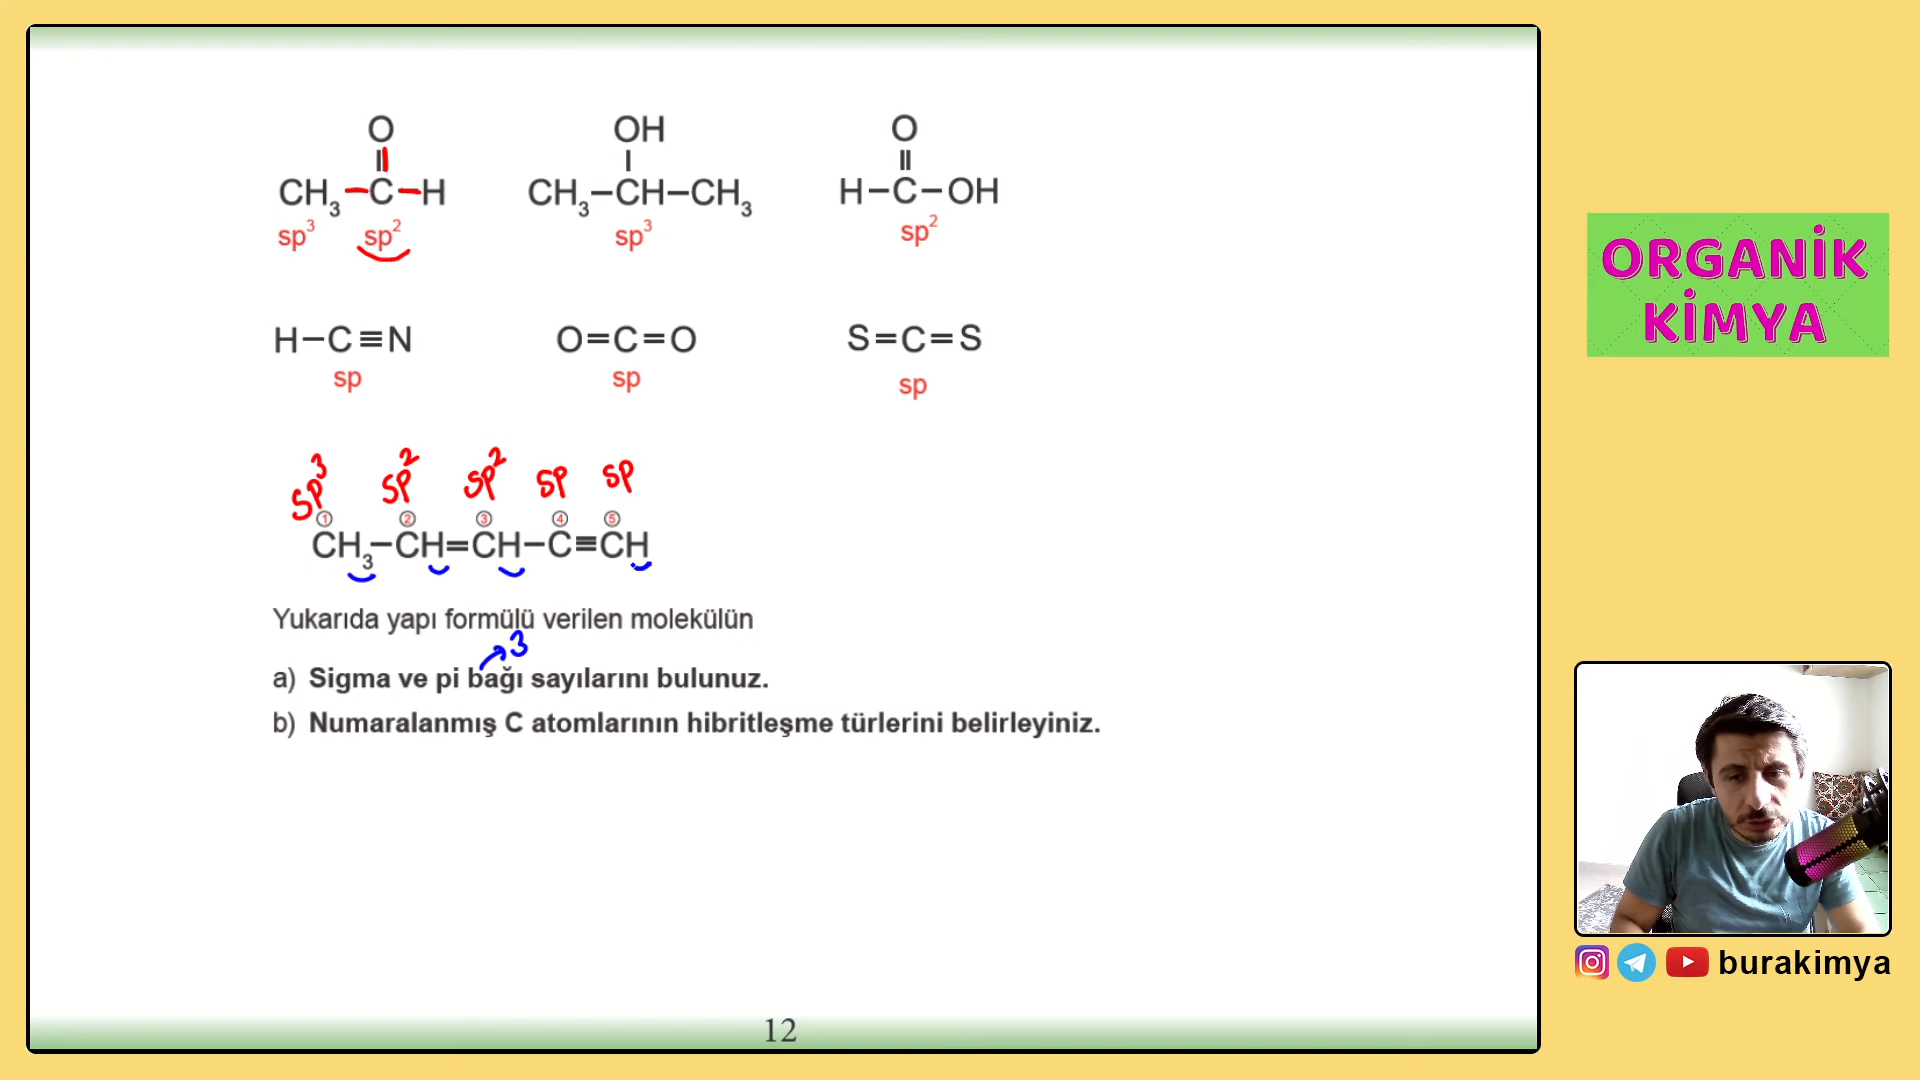 O
CH₃–C–H
sp³ sp²
OH
CH₃–CH–CH₃
sp³
O
H–C–OH
sp²
H–C≡N
sp
O=C=O
sp
S=C=S
sp
sp³ sp² sp² sp sp
① ② ③ ④ ⑤
CH₃–CH=CH–C≡CH
Yukarıda yapı formülü verilen molekülün
3
a) Sigma ve pi bağı sayılarını bulunuz.
b) Numaralanmış C atomlarının hibritleşme türlerini belirleyiniz.
12
ORGANİK
KİMYA
burakimya